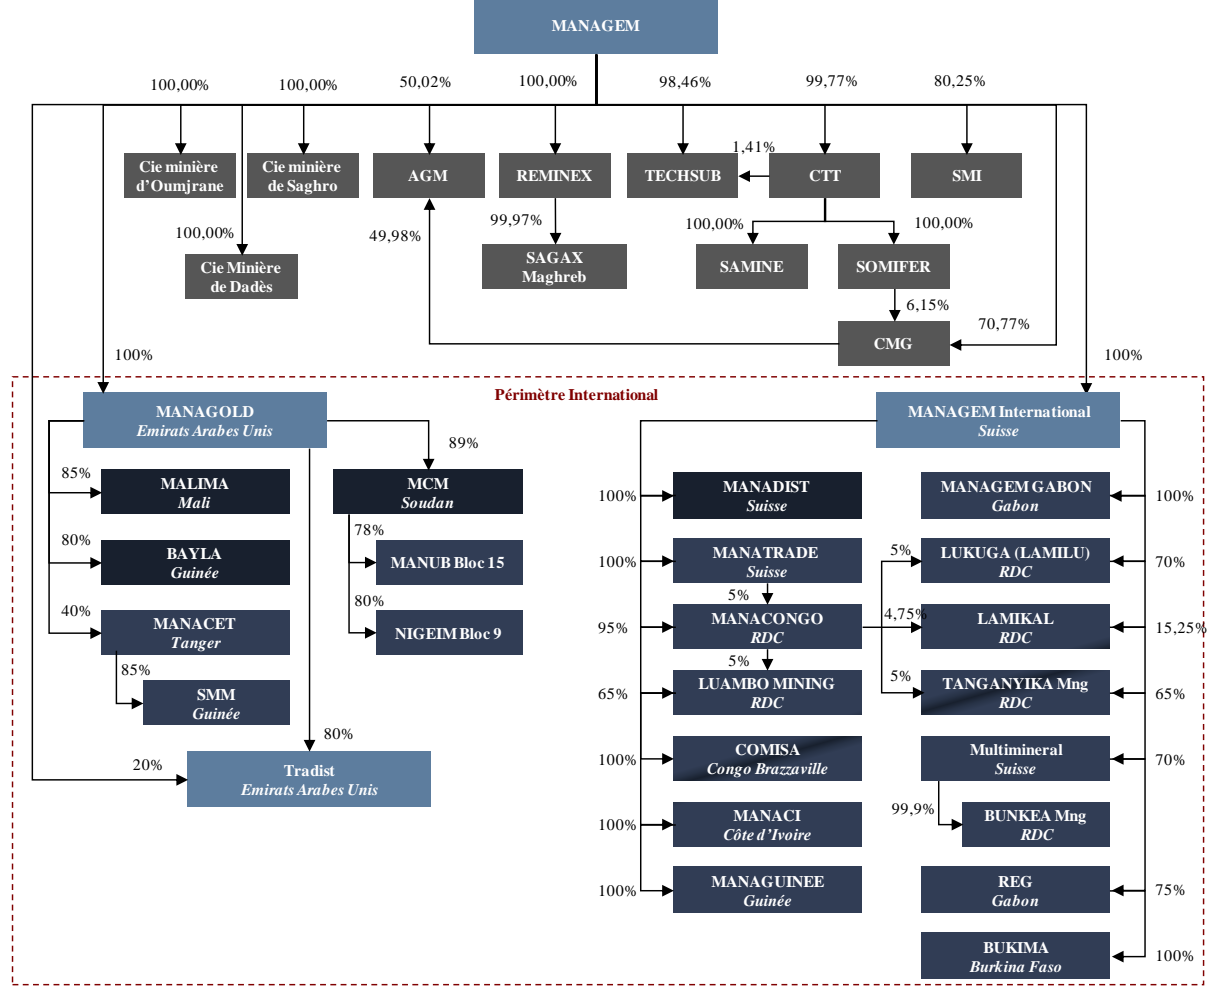 MANAGEM
100,00%
100,00%
50,02%
100,00%
98,46%
99,77%
80,25%
Cie minière
d'Oumjrane
Cie minière
de Saghro
AGM
REMINEX
TECHSUB
1,41%
CTT
SMI
100,00%
Cie Minière
de Dadès
49,98%
99,97%
SAGAX
Maghreb
100,00%
100,00%
SAMINE
SOMIFER
6,15%
70,77%
CMG
100%
100%
Périmètre International
MANAGOLD
Emirats Arabes Unis
MANAGEM International
Suisse
89%
85%
MALIMA
Mali
MCM
Soudan
78%
80%
BAYLA
Guinée
MANUB Bloc 15
80%
40%
MANACET
Tanger
NIGEIM Bloc 9
85%
SMM
Guinée
80%
20%
Tradist
Emirats Arabes Unis
100%
MANADIST
Suisse
MANAGEM GABON
Gabon
100%
100%
MANATRADE
Suisse
5%
LUKUGA (LAMILU)
RDC
70%
5%
95%
MANACONGO
RDC
4,75%
LAMIKAL
RDC
15,25%
5%
65%
LUAMBO MINING
RDC
5%
TANGANYIKA Mng
RDC
65%
100%
COMISA
Congo Brazzaville
Multimineral
Suisse
70%
100%
MANACI
Côte d'Ivoire
99,9%
BUNKEA Mng
RDC
100%
MANAGUINEE
Guinée
REG
Gabon
75%
BUKIMA
Burkina Faso
100%